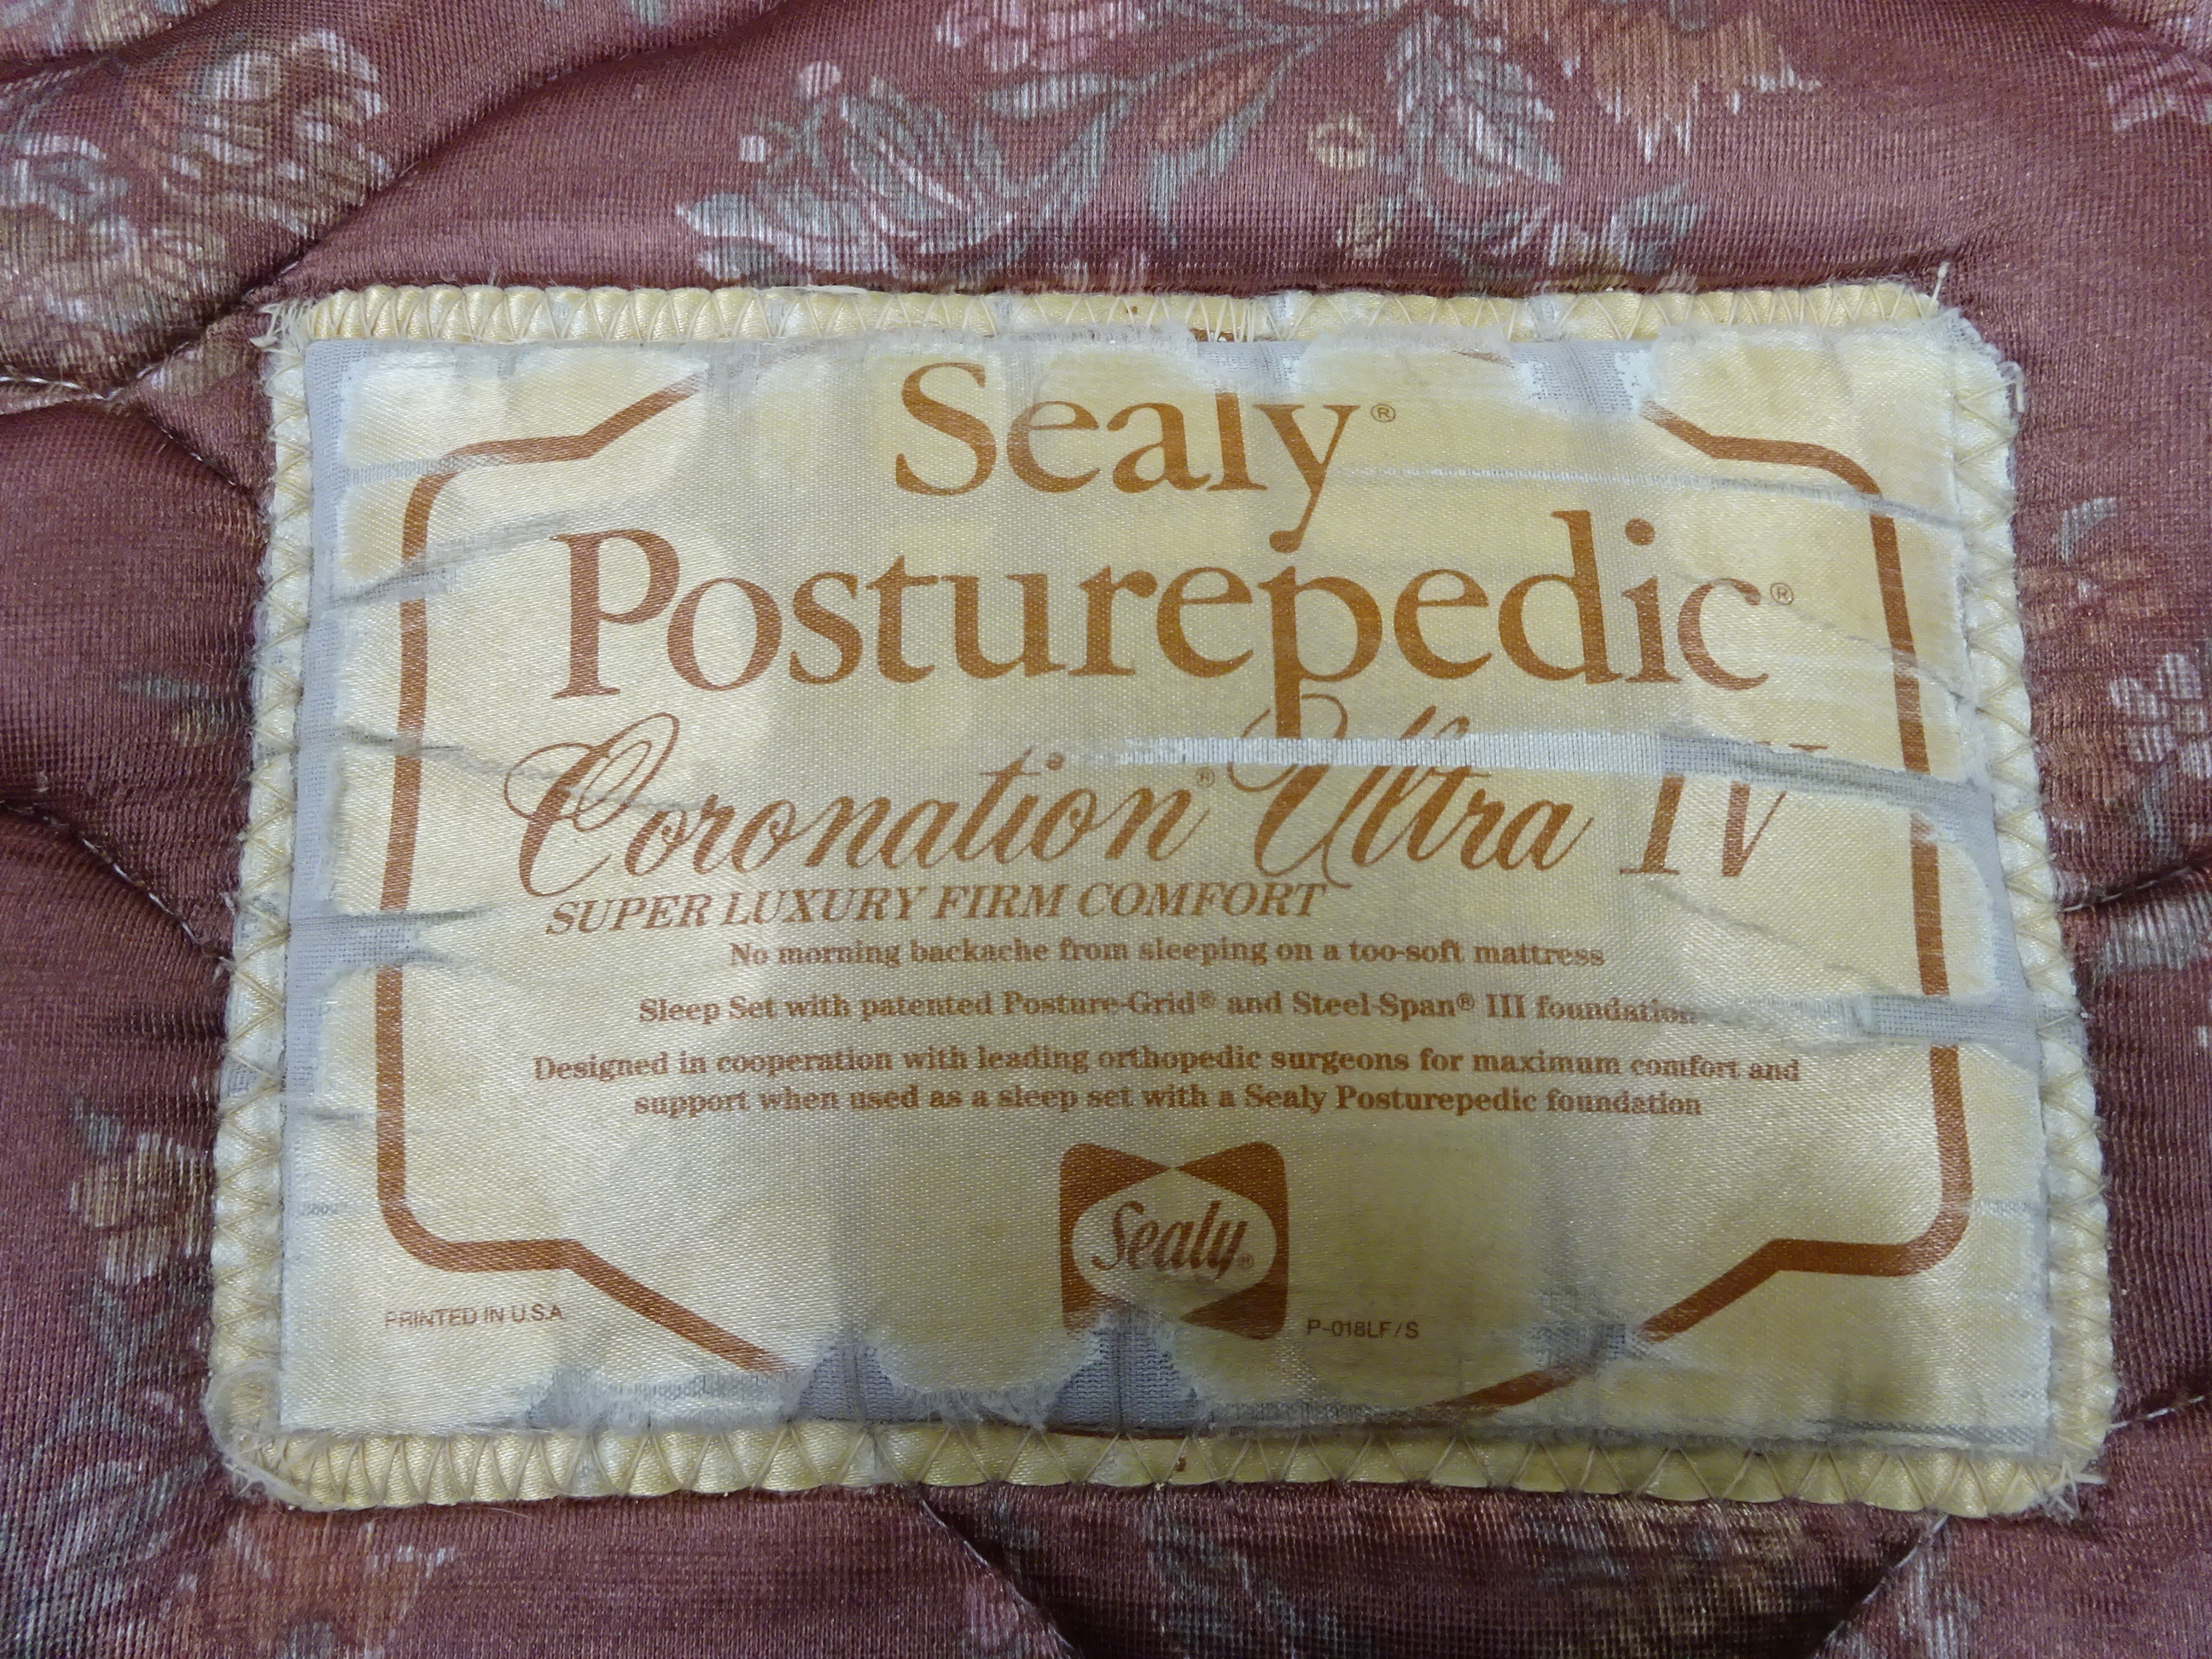 Sealy®
Posturepedic®
Coronation® Ultra IV
SUPER LUXURY FIRM COMFORT
No morning backache from sleeping on a too-soft mattress
Sleep Set with patented Posture-Grid® and Steel-Span® III foundation
Designed in cooperation with leading orthopedic surgeons for maximum comfort and
support when used as a sleep set with a Sealy Posturepedic foundation
Sealy®
PRINTED IN U.S.A.
P-018LF/S